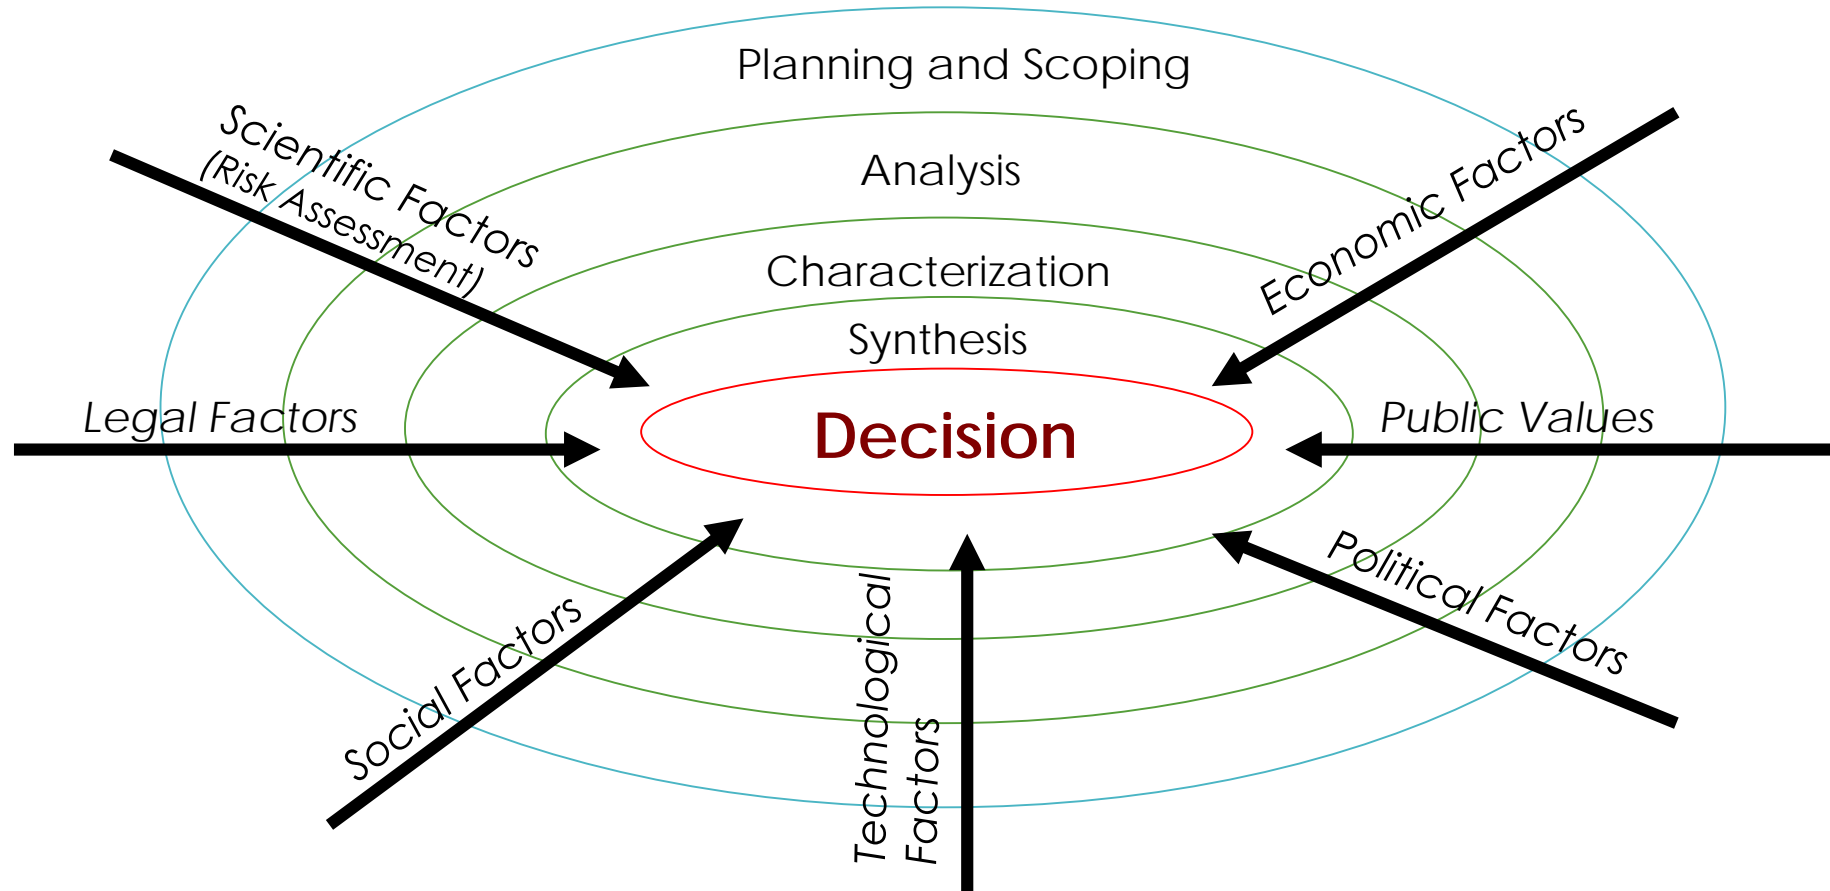 Planning and Scoping
Scientific Factors
(Risk Assessment)
Economic Factors
Analysis
Characterization
Synthesis
Legal Factors
Decision
Public Values
Social Factors
Technological
Factors
Political Factors